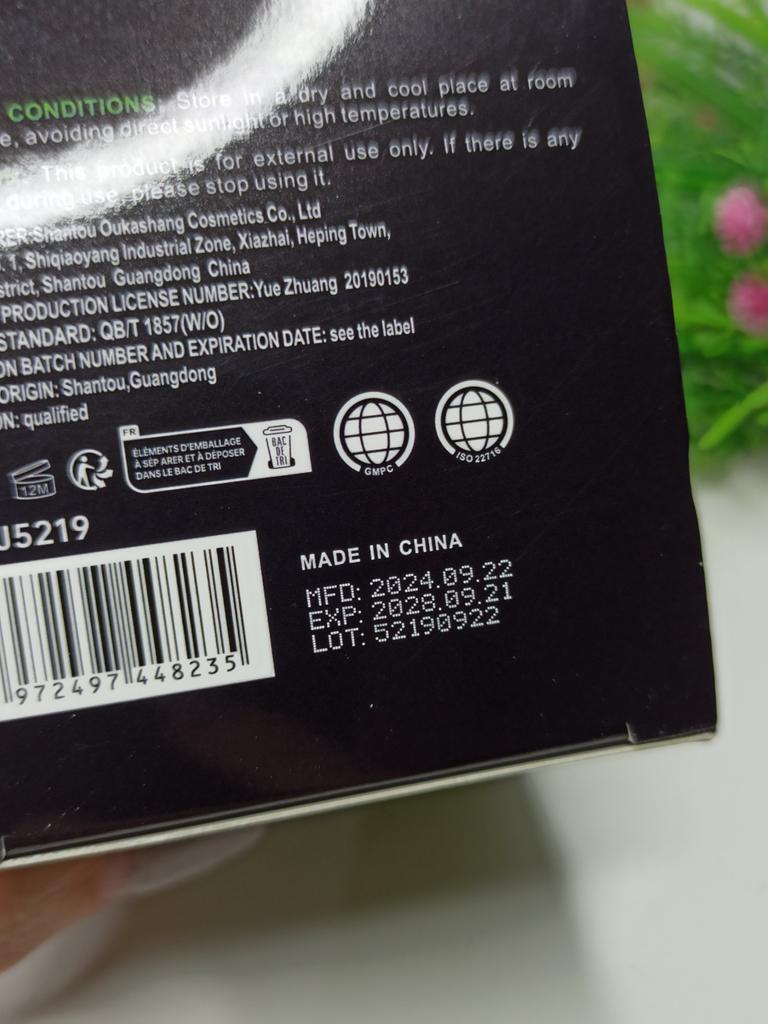 CONDITIONS: Store in a dry and cool place at room
e, avoiding direct sunlight or high temperatures.
This product is for external use only. If there is any
during use, please stop using it.
RER: Shantou Oukashang Cosmetics Co., Ltd
. 1, Shiqiaoyang Industrial Zone, Xiazhai, Heping Town,
strict, Shantou Guangdong China
PRODUCTION LICENSE NUMBER: Yue Zhuang 20190153
STANDARD: QB/T 1857(W/O)
ON BATCH NUMBER AND EXPIRATION DATE: see the label
ORIGIN: Shantou,Guangdong
ON: qualified
12M
FR
ÉLÉMENTS D'EMBALLAGE
À SÉP ARER ET À DÉPOSER
DANS LE BAC DE TRI
BAC
DE
TRI
GMPC
ISO 22716
J5219
972497 448235
MADE IN CHINA
MFD: 2024.09.22
EXP: 2028.09.21
LOT: 52190922